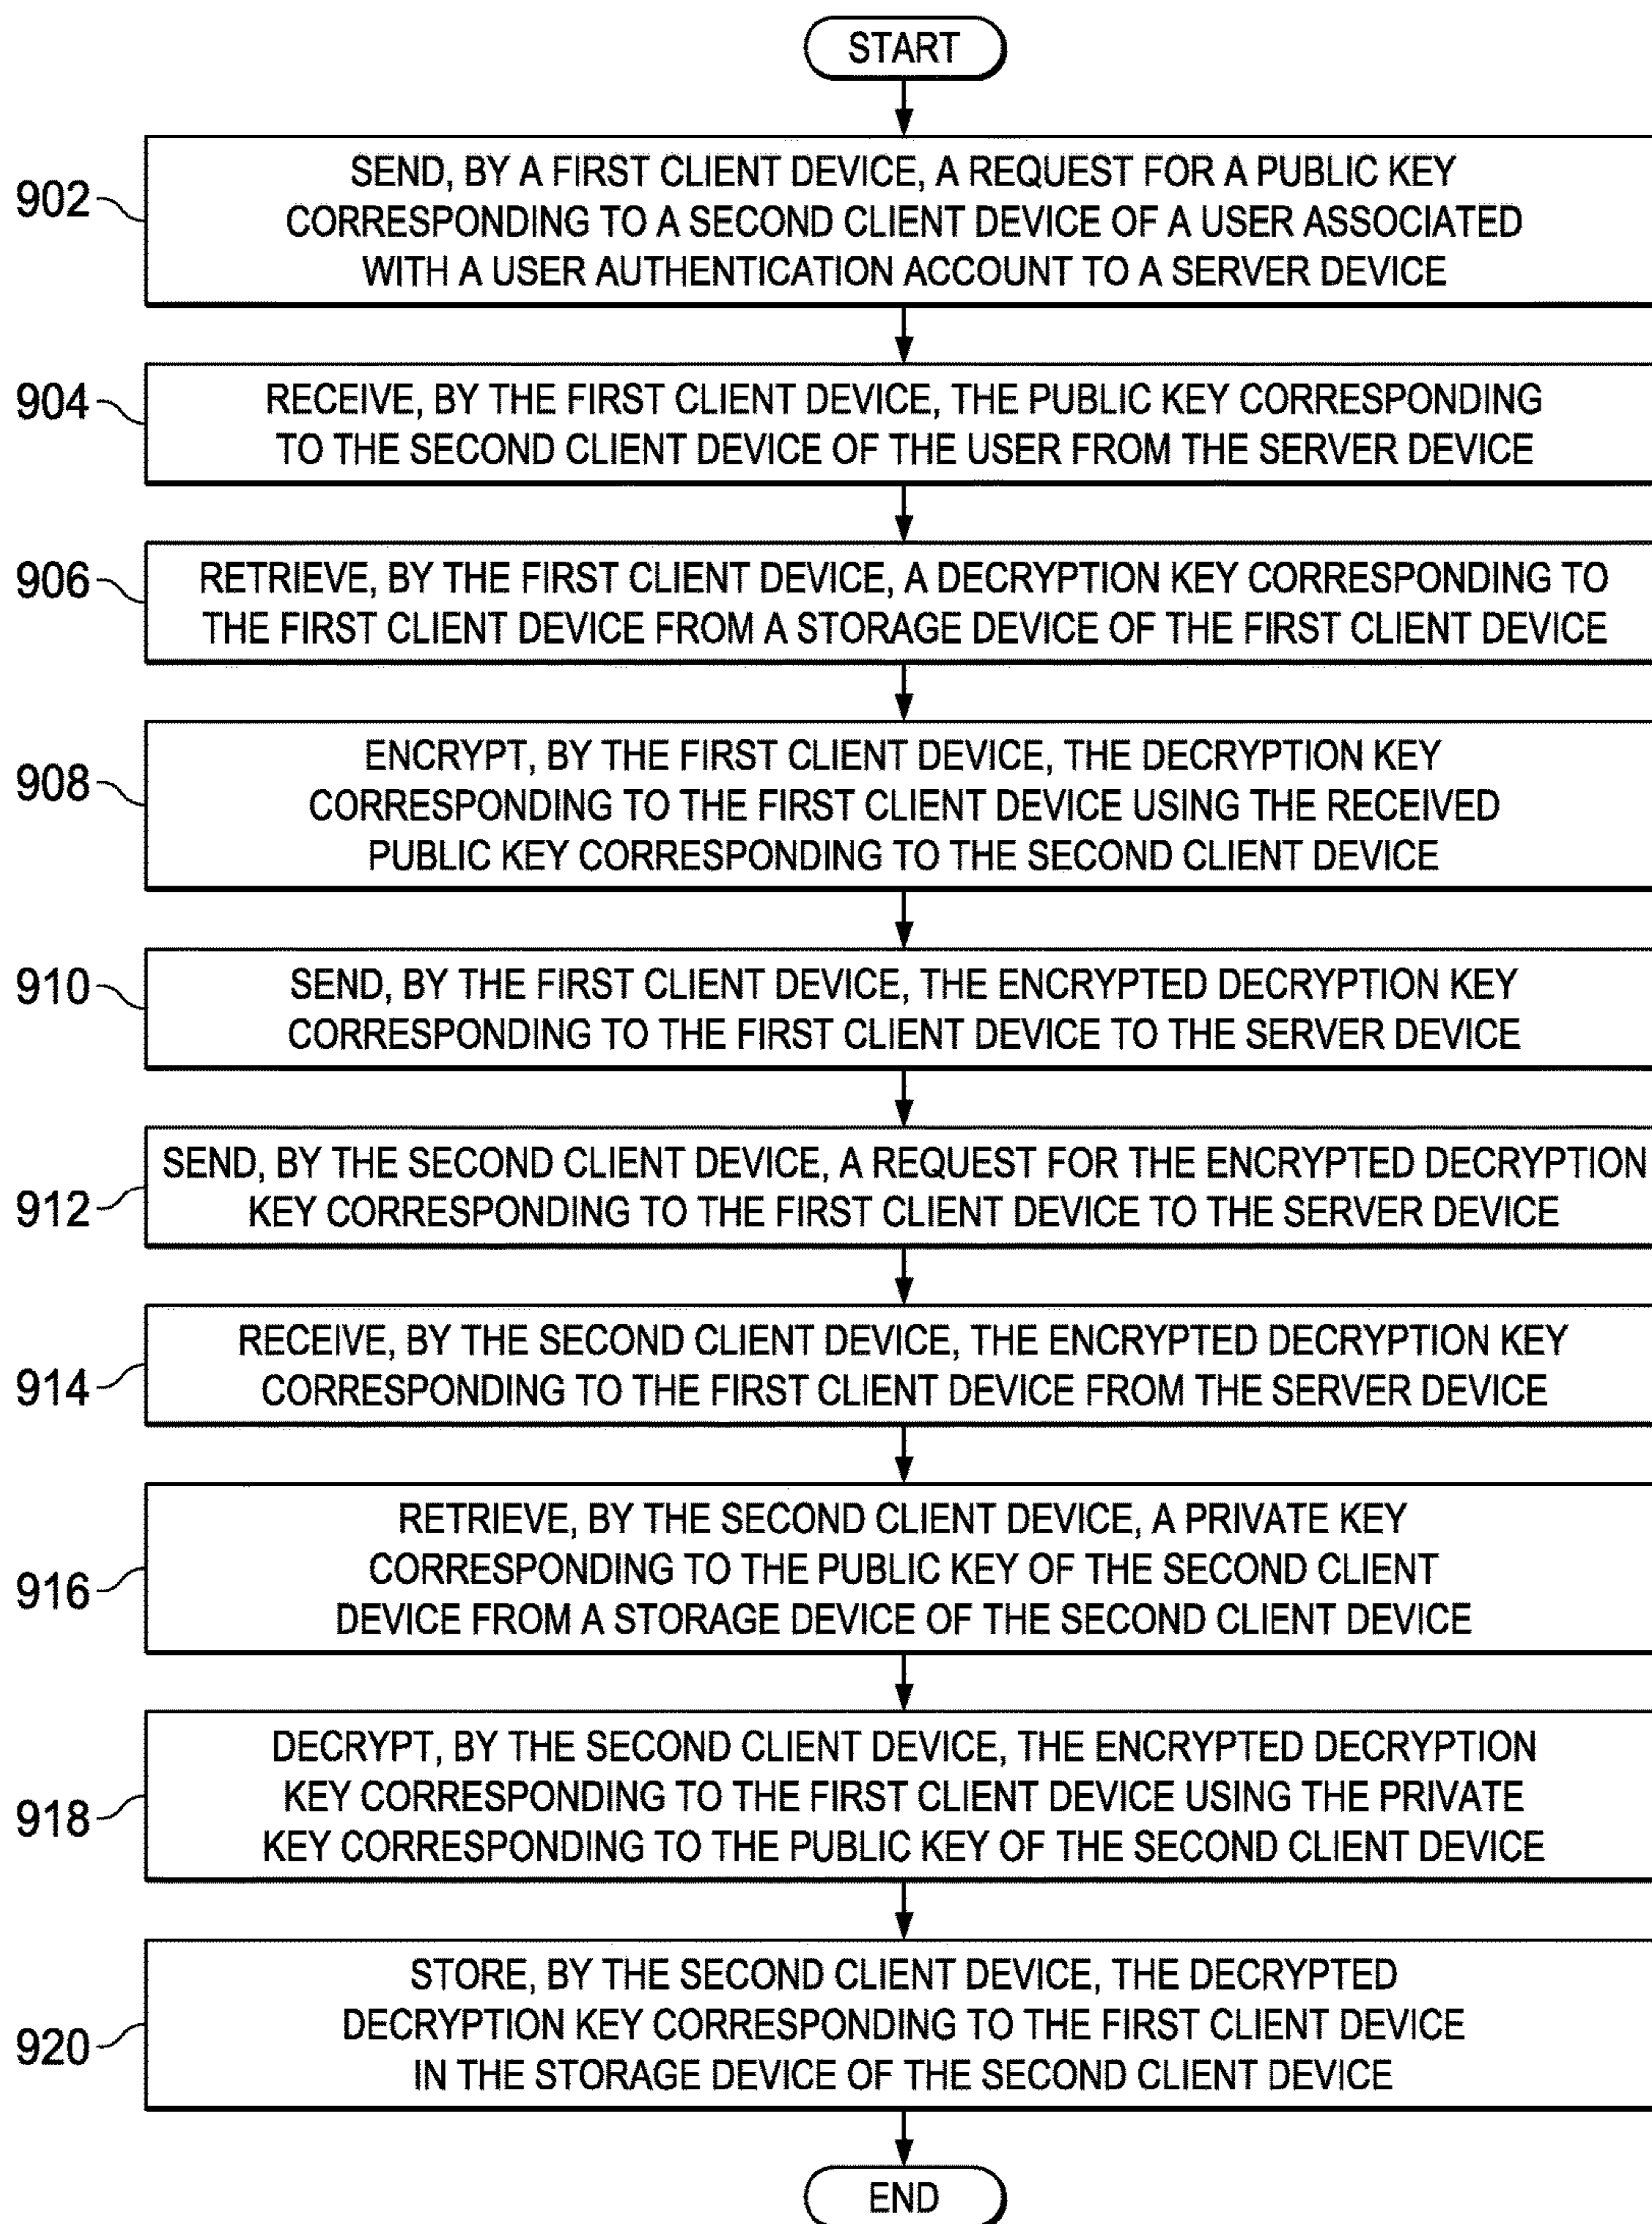 START
902
SEND, BY A FIRST CLIENT DEVICE, A REQUEST FOR A PUBLIC KEY
CORRESPONDING TO A SECOND CLIENT DEVICE OF A USER ASSOCIATED
WITH A USER AUTHENTICATION ACCOUNT TO A SERVER DEVICE
904
RECEIVE, BY THE FIRST CLIENT DEVICE, THE PUBLIC KEY CORRESPONDING
TO THE SECOND CLIENT DEVICE OF THE USER FROM THE SERVER DEVICE
906
RETRIEVE, BY THE FIRST CLIENT DEVICE, A DECRYPTION KEY CORRESPONDING TO
THE FIRST CLIENT DEVICE FROM A STORAGE DEVICE OF THE FIRST CLIENT DEVICE
908
ENCRYPT, BY THE FIRST CLIENT DEVICE, THE DECRYPTION KEY
CORRESPONDING TO THE FIRST CLIENT DEVICE USING THE RECEIVED
PUBLIC KEY CORRESPONDING TO THE SECOND CLIENT DEVICE
910
SEND, BY THE FIRST CLIENT DEVICE, THE ENCRYPTED DECRYPTION KEY
CORRESPONDING TO THE FIRST CLIENT DEVICE TO THE SERVER DEVICE
912
SEND, BY THE SECOND CLIENT DEVICE, A REQUEST FOR THE ENCRYPTED DECRYPTION
KEY CORRESPONDING TO THE FIRST CLIENT DEVICE TO THE SERVER DEVICE
914
RECEIVE, BY THE SECOND CLIENT DEVICE, THE ENCRYPTED DECRYPTION KEY
CORRESPONDING TO THE FIRST CLIENT DEVICE FROM THE SERVER DEVICE
916
RETRIEVE, BY THE SECOND CLIENT DEVICE, A PRIVATE KEY
CORRESPONDING TO THE PUBLIC KEY OF THE SECOND CLIENT
DEVICE FROM A STORAGE DEVICE OF THE SECOND CLIENT DEVICE
918
DECRYPT, BY THE SECOND CLIENT DEVICE, THE ENCRYPTED DECRYPTION
KEY CORRESPONDING TO THE FIRST CLIENT DEVICE USING THE PRIVATE
KEY CORRESPONDING TO THE PUBLIC KEY OF THE SECOND CLIENT DEVICE
920
STORE, BY THE SECOND CLIENT DEVICE, THE DECRYPTED
DECRYPTION KEY CORRESPONDING TO THE FIRST CLIENT DEVICE
IN THE STORAGE DEVICE OF THE SECOND CLIENT DEVICE
END